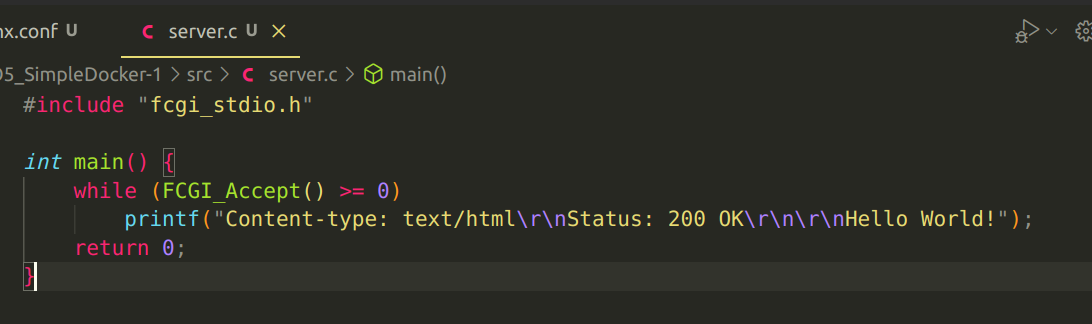 nx.conf U
C server.c U ×
05_SimpleDocker-1 > src > C server.c > main()
#include "fcgi_stdio.h"
int main() {
    while (FCGI_Accept() >= 0)
        printf("Content-type: text/html\r\nStatus: 200 OK\r\n\r\nHello World!");
    return 0;
}